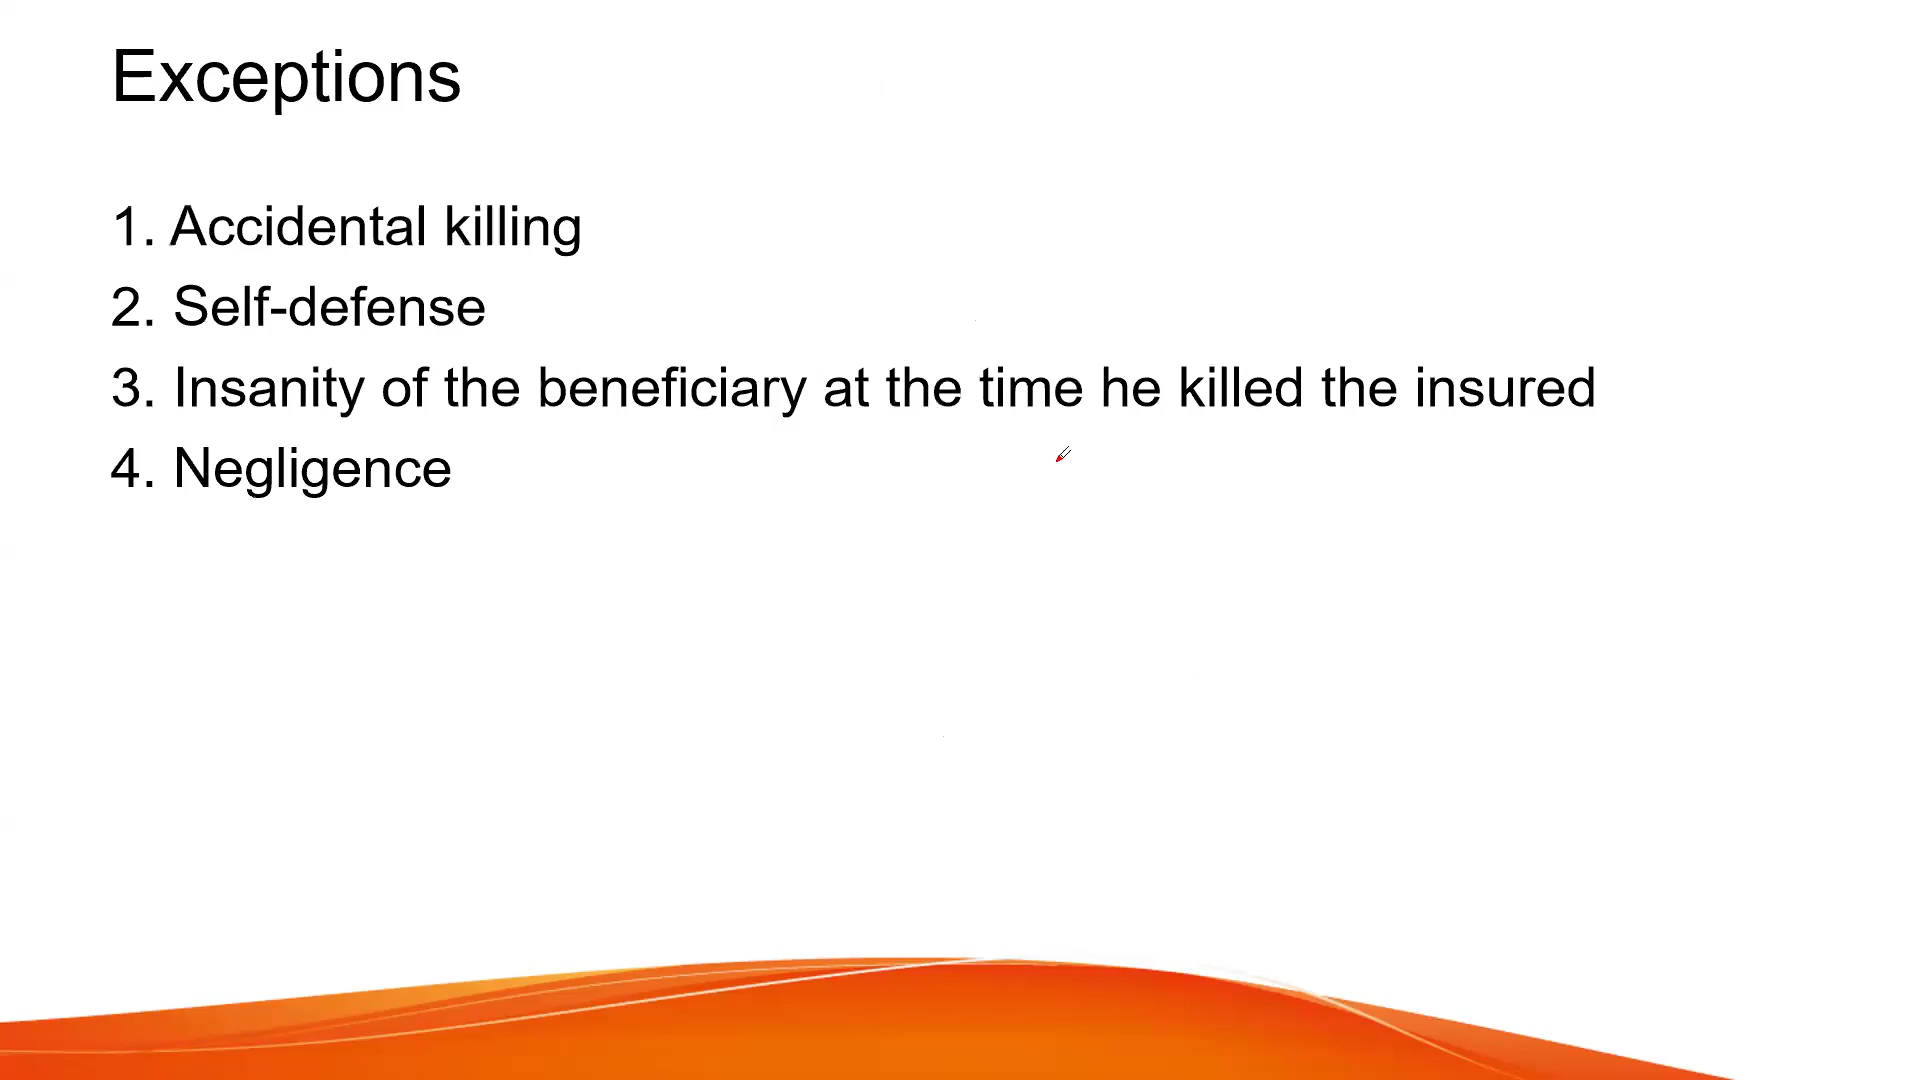 Exceptions
1. Accidental killing
2. Self-defense
3. Insanity of the beneficiary at the time he killed the insured
4. Negligence